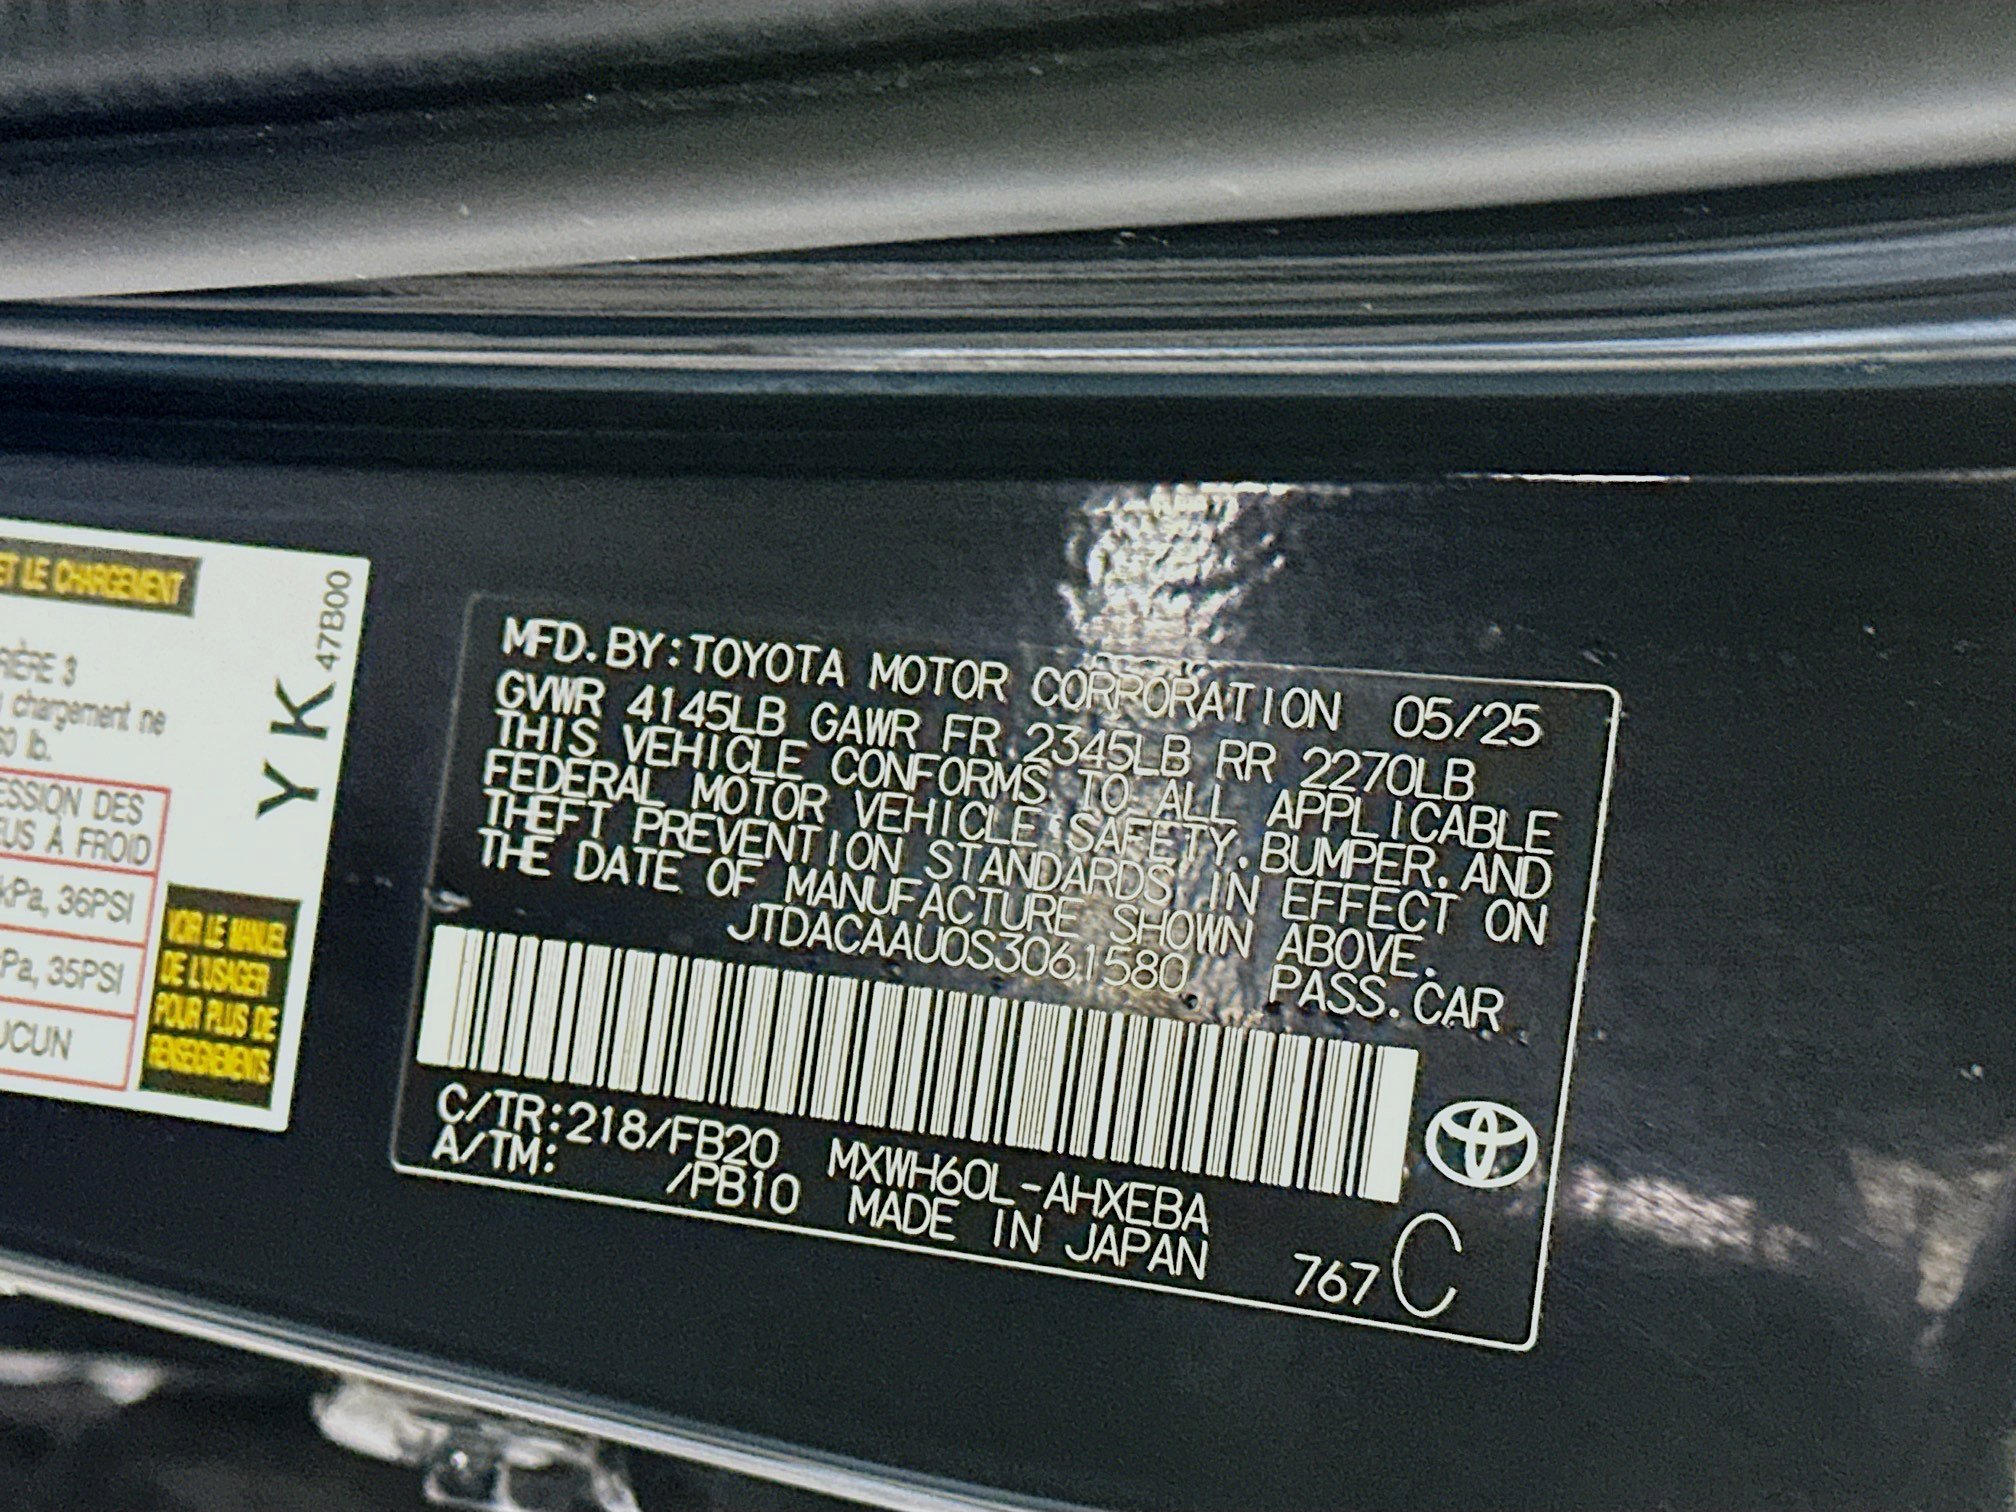 ET LE CHARGEMENT
RIÈRE 3
chargement ne
60 lb.
ESSION DES
EUS À FROID
kPa, 36PSI
kPa, 35PSI
UCUN
YK
47B00
VOIR LE MANUEL
DE L'USAGER
POUR PLUS DE
RENSEIGNEMENTS
MFD.BY:TOYOTA MOTOR CORPORATION 05/25
GVWR 4145LB GAWR FR 2345LB RR 2270LB
THIS VEHICLE CONFORMS TO ALL APPLICABLE
FEDERAL MOTOR VEHICLE SAFETY,BUMPER,AND
THEFT PREVENTION STANDARDS IN EFFECT ON
THE DATE OF MANUFACTURE SHOWN ABOVE.
JTDACAAU0S3061580 PASS.CAR
C/TR:218/FB20 MXWH60L-AHXEBA
A/TM: /PB10 MADE IN JAPAN 767 C